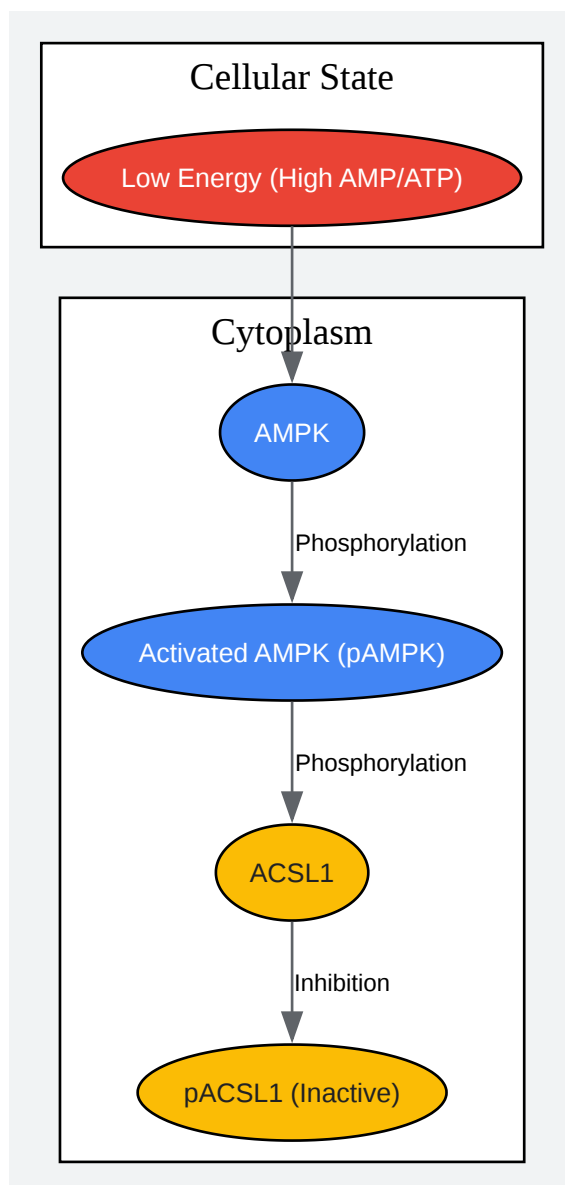 Cellular State
Low Energy (High AMP/ATP)
Cytoplasm
AMPK
Phosphorylation
Activated AMPK (pAMPK)
Phosphorylation
ACSL1
Inhibition
pACSL1 (Inactive)